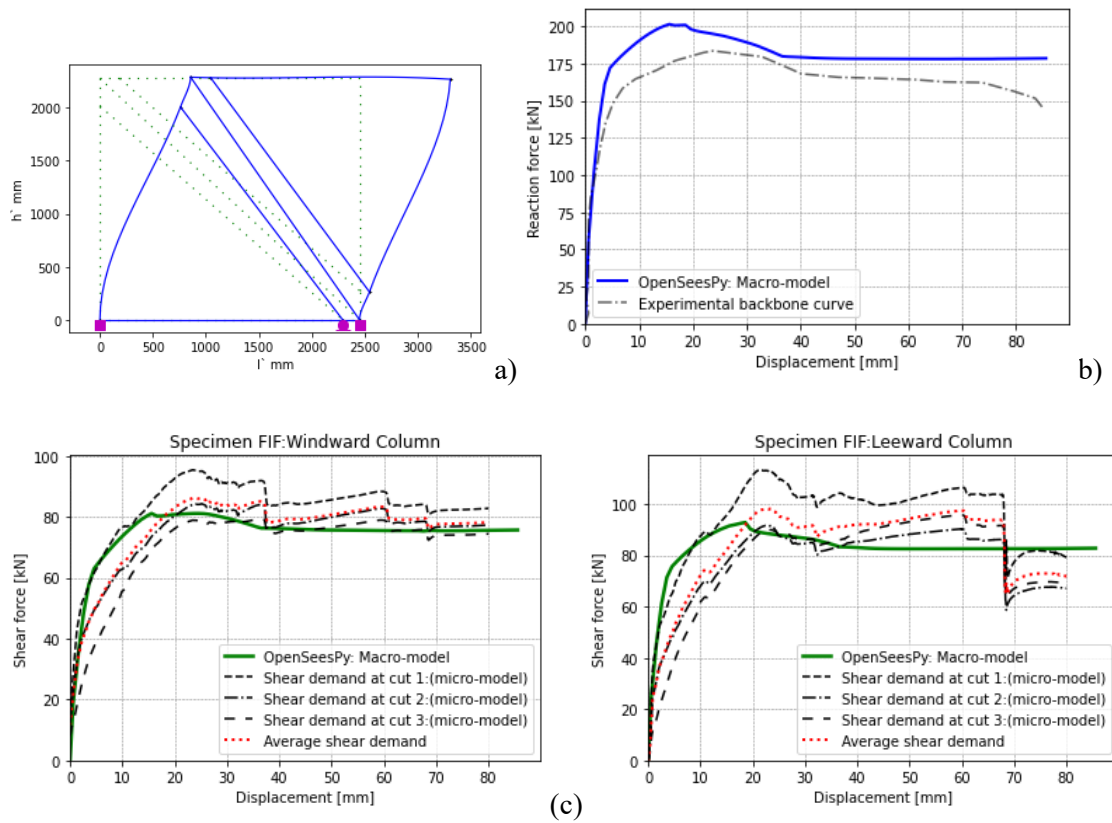 2000
1500
1000
500
0
h` mm
0 500 1000 1500 2000 2500 3000 3500
l` mm
a)
200
175
150
125
100
75
50
25
0
Reaction force [kN]
OpenSeesPy: Macro-model
Experimental backbone curve
0 10 20 30 40 50 60 70 80
Displacement [mm]
b)
Specimen FIF:Windward Column
100
80
60
40
20
0
Shear force [kN]
OpenSeesPy: Macro-model
Shear demand at cut 1:(micro-model)
Shear demand at cut 2:(micro-model)
Shear demand at cut 3:(micro-model)
Average shear demand
0 10 20 30 40 50 60 70 80
Displacement [mm]
(c)
Specimen FIF:Leeward Column
100
80
60
40
20
0
Shear force [kN]
OpenSeesPy: Macro-model
Shear demand at cut 1:(micro-model)
Shear demand at cut 2:(micro-model)
Shear demand at cut 3:(micro-model)
Average shear demand
0 10 20 30 40 50 60 70 80
Displacement [mm]